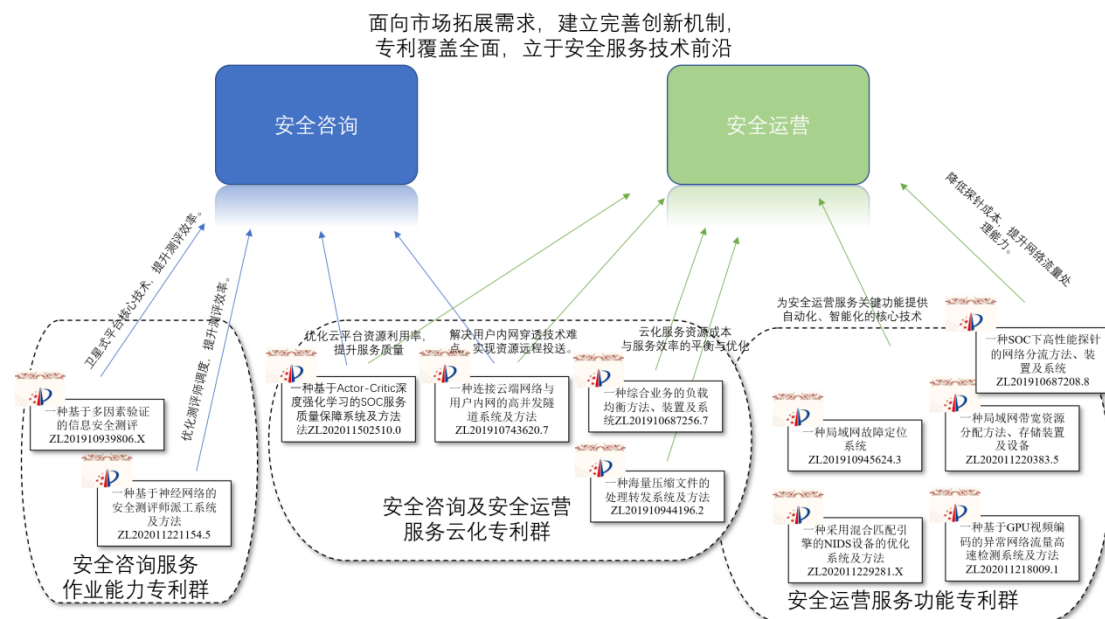 面向市场拓展需求，建立完善创新机制，
专利覆盖全面，立于安全服务技术前沿
安全咨询
安全运营
卫星式平台核心技术，提升测评效率。
优化测评师调度，提升测评效率。
优化云平台资源利用率，
提升服务质量
解决用户内网穿透技术难
点，实现资源远程投送。
云化服务资源成本
与服务效率的平衡与优化
为安全运营服务关键功能提供
自动化、智能化的核心技术
降低探针成本，提升网络流量处
理能力。
一种基于多因素验证
的信息安全测评
ZL201910939806.X
一种基于神经网络的
安全测评师派工系统
及方法
ZL202011221154.5
安全咨询服务
作业能力专利群
一种基于Actor-Critic深
度强化学习的SOC服务
质量保障系统及方
法ZL202011502510.0
一种连接云端网络与
用户内网的高并发隧
道系统及方法
ZL201910743620.7
一种综合业务的负载
均衡方法、装置及系
统ZL201910687256.7
一种海量压缩文件的
处理转发系统及方法
ZL201910944196.2
安全咨询及安全运营
服务云化专利群
一种SOC下高性能探针
的网络分流方法、装
置及系统
ZL201910687208.8
一种局域网故障定位
系统
ZL201910945624.3
一种局域网带宽资源
分配方法、存储装置
及设备
ZL202011220383.5
一种采用混合匹配引
擎的NIDS设备的优化
系统及方法
ZL202011229281.X
一种基于GPU视频编
码的异常网络流量高
速检测系统及方法
ZL202011218009.1
安全运营服务功能专利群